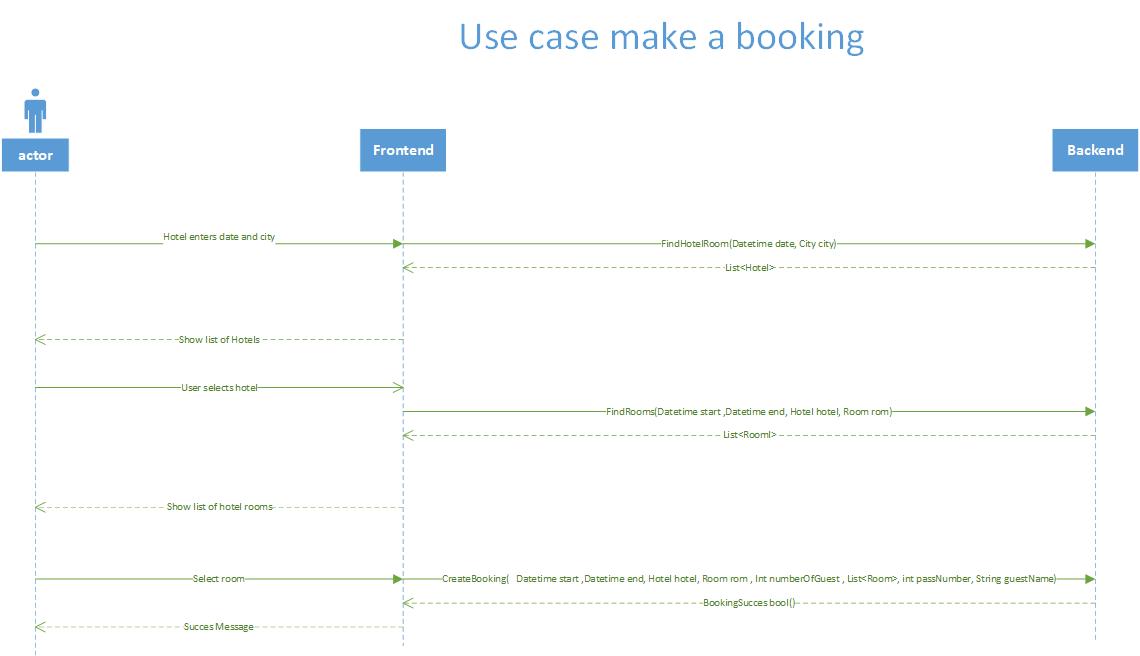 Use case make a booking
actor
Frontend
Backend
Hotel enters date and city
FindHotelRoom(Datetime date, City city)
List<Hotel>
Show list of Hotels
User selects hotel
FindRooms(Datetime start ,Datetime end, Hotel hotel, Room rom)
List<Rooml>
Show list of hotel rooms
Select room
CreateBooking(   Datetime start ,Datetime end, Hotel hotel, Room rom , Int numberOfGuest , List<Room>, int passNumber, String guestName)
BookingSucces bool()
Succes Message